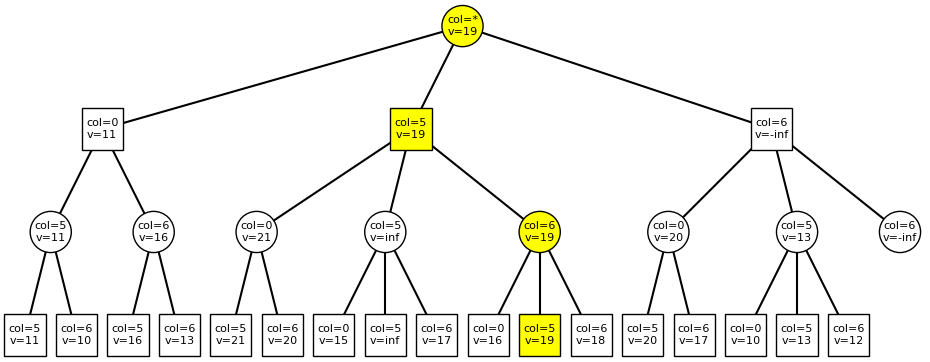 col=*
v=19
col=0
v=11
col=5
v=19
col=6
v=-inf
col=5
v=11
col=6
v=16
col=0
v=21
col=5
v=inf
col=6
v=19
col=0
v=20
col=5
v=13
col=6
v=-inf
col=5
v=11
col=6
v=10
col=5
v=16
col=6
v=13
col=5
v=21
col=6
v=20
col=0
v=15
col=5
v=inf
col=6
v=17
col=0
v=16
col=5
v=19
col=6
v=18
col=5
v=20
col=6
v=17
col=0
v=10
col=5
v=13
col=6
v=12